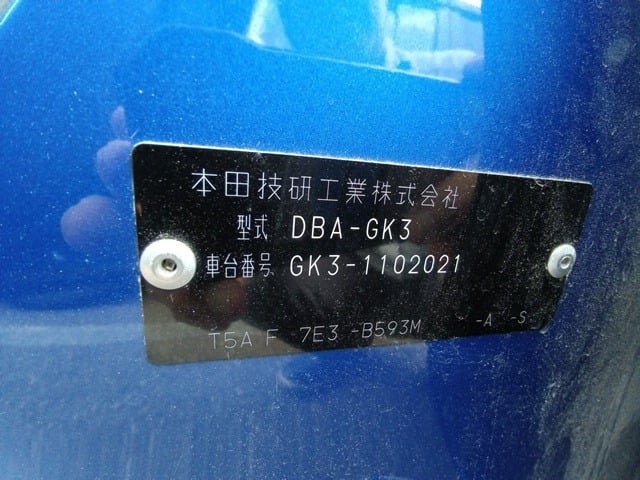 本田技研工業株式会社
型式 DBA-GK3
車台番号 GK3-1102021
T5A F 7E3 -B593M -A -S